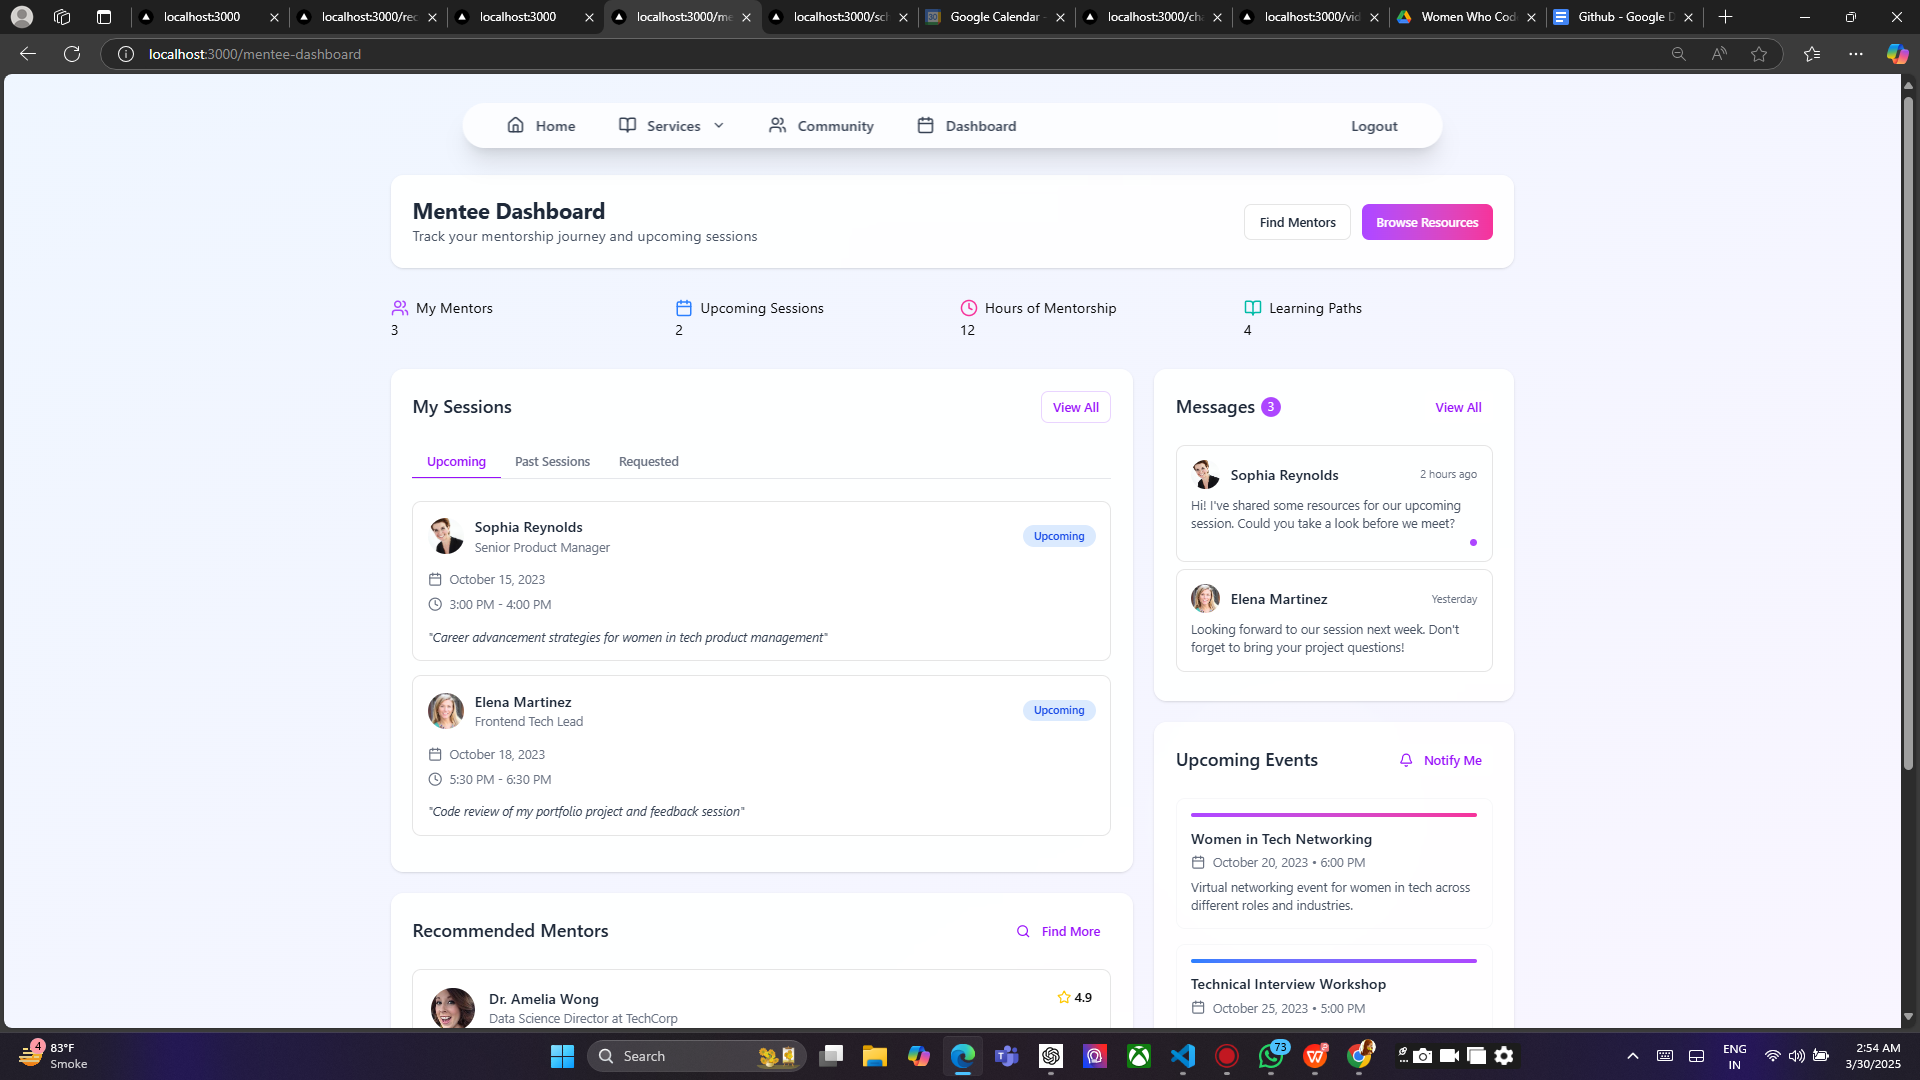 localhost:3000
localhost:3000/rec
localhost:3000
localhost:3000/me
localhost:3000/sch
Google Calendar -
localhost:3000/cha
localhost:3000/vid
Women Who Cod
Github - Google D
localhost:3000/mentee-dashboard
Home
Services
Community
Dashboard
Logout
Mentee Dashboard
Track your mentorship journey and upcoming sessions
Find Mentors
Browse Resources
My Mentors
3
Upcoming Sessions
2
Hours of Mentorship
12
Learning Paths
4
My Sessions
View All
Upcoming
Past Sessions
Requested
Sophia Reynolds
Senior Product Manager
Upcoming
October 15, 2023
3:00 PM - 4:00 PM
"Career advancement strategies for women in tech product management"
Elena Martinez
Frontend Tech Lead
Upcoming
October 18, 2023
5:30 PM - 6:30 PM
"Code review of my portfolio project and feedback session"
Recommended Mentors
Find More
Dr. Amelia Wong
Data Science Director at TechCorp
4.9
Messages 3
View All
Sophia Reynolds
2 hours ago
Hi! I've shared some resources for our upcoming
session. Could you take a look before we meet?
Elena Martinez
Yesterday
Looking forward to our session next week. Don't
forget to bring your project questions!
Upcoming Events
Notify Me
Women in Tech Networking
October 20, 2023 • 6:00 PM
Virtual networking event for women in tech across
different roles and industries.
Technical Interview Workshop
October 25, 2023 • 5:00 PM
4
83°F
Smoke
Search
73
ENG
IN
2:54 AM
3/30/2025